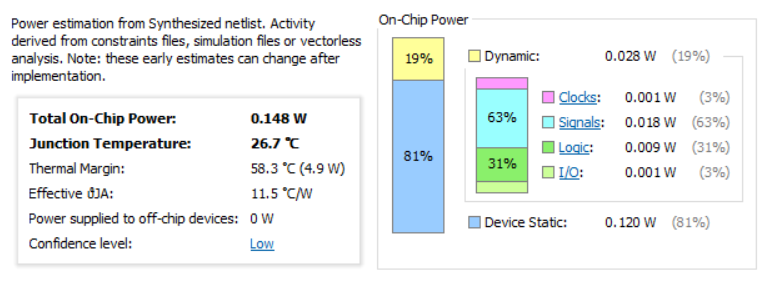 Power estimation from Synthesized netlist. Activity
derived from constraints files, simulation files or vectorless
analysis. Note: these early estimates can change after
implementation.
Total On-Chip Power: 0.148 W
Junction Temperature: 26.7 °C
Thermal Margin: 58.3 °C (4.9 W)
Effective ϑJA: 11.5 °C/W
Power supplied to off-chip devices: 0 W
Confidence level: Low
On-Chip Power
19%
81%
Dynamic: 0.028 W (19%)
63%
31%
Clocks: 0.001 W (3%)
Signals: 0.018 W (63%)
Logic: 0.009 W (31%)
I/O: 0.001 W (3%)
Device Static: 0.120 W (81%)